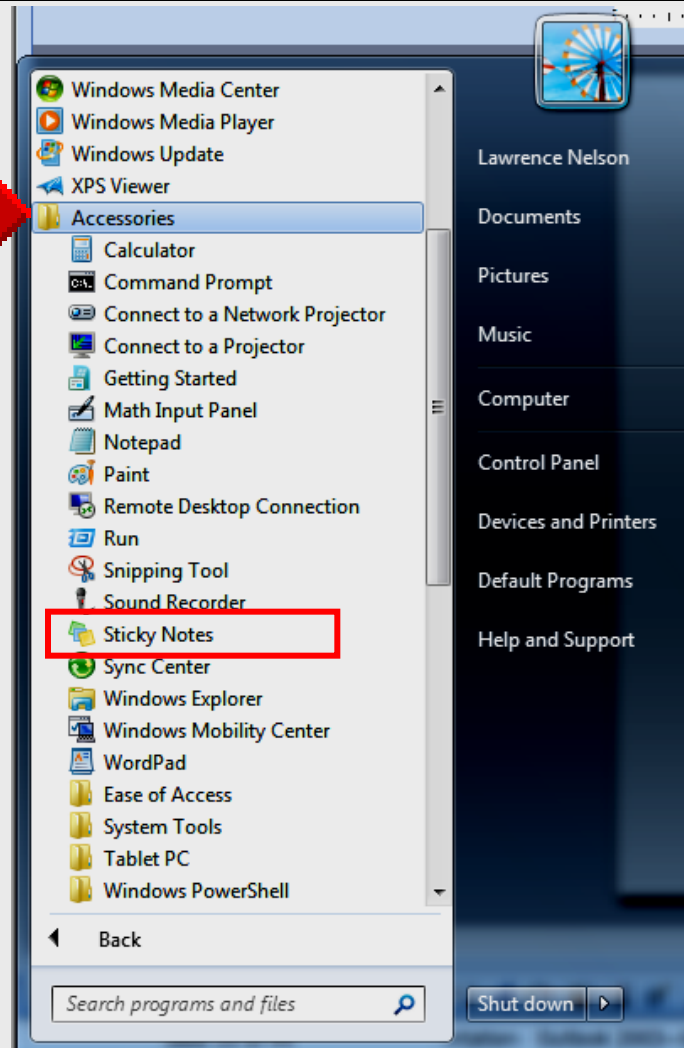 Windows Media Center
Windows Media Player
Windows Update
XPS Viewer
Accessories
Calculator
C:\.
Command Prompt
Connect to a Network Projector
Connect to a Projector
Getting Started
Math Input Panel
Notepad
Paint
Remote Desktop Connection
Run
Snipping Tool
Sound Recorder
Sticky Notes
Sync Center
Windows Explorer
Windows Mobility Center
WordPad
Ease of Access
System Tools
Tablet PC
Windows PowerShell
Back
Search programs and files
Lawrence Nelson
Documents
Pictures
Music
Computer
Control Panel
Devices and Printers
Default Programs
Help and Support
Shut down